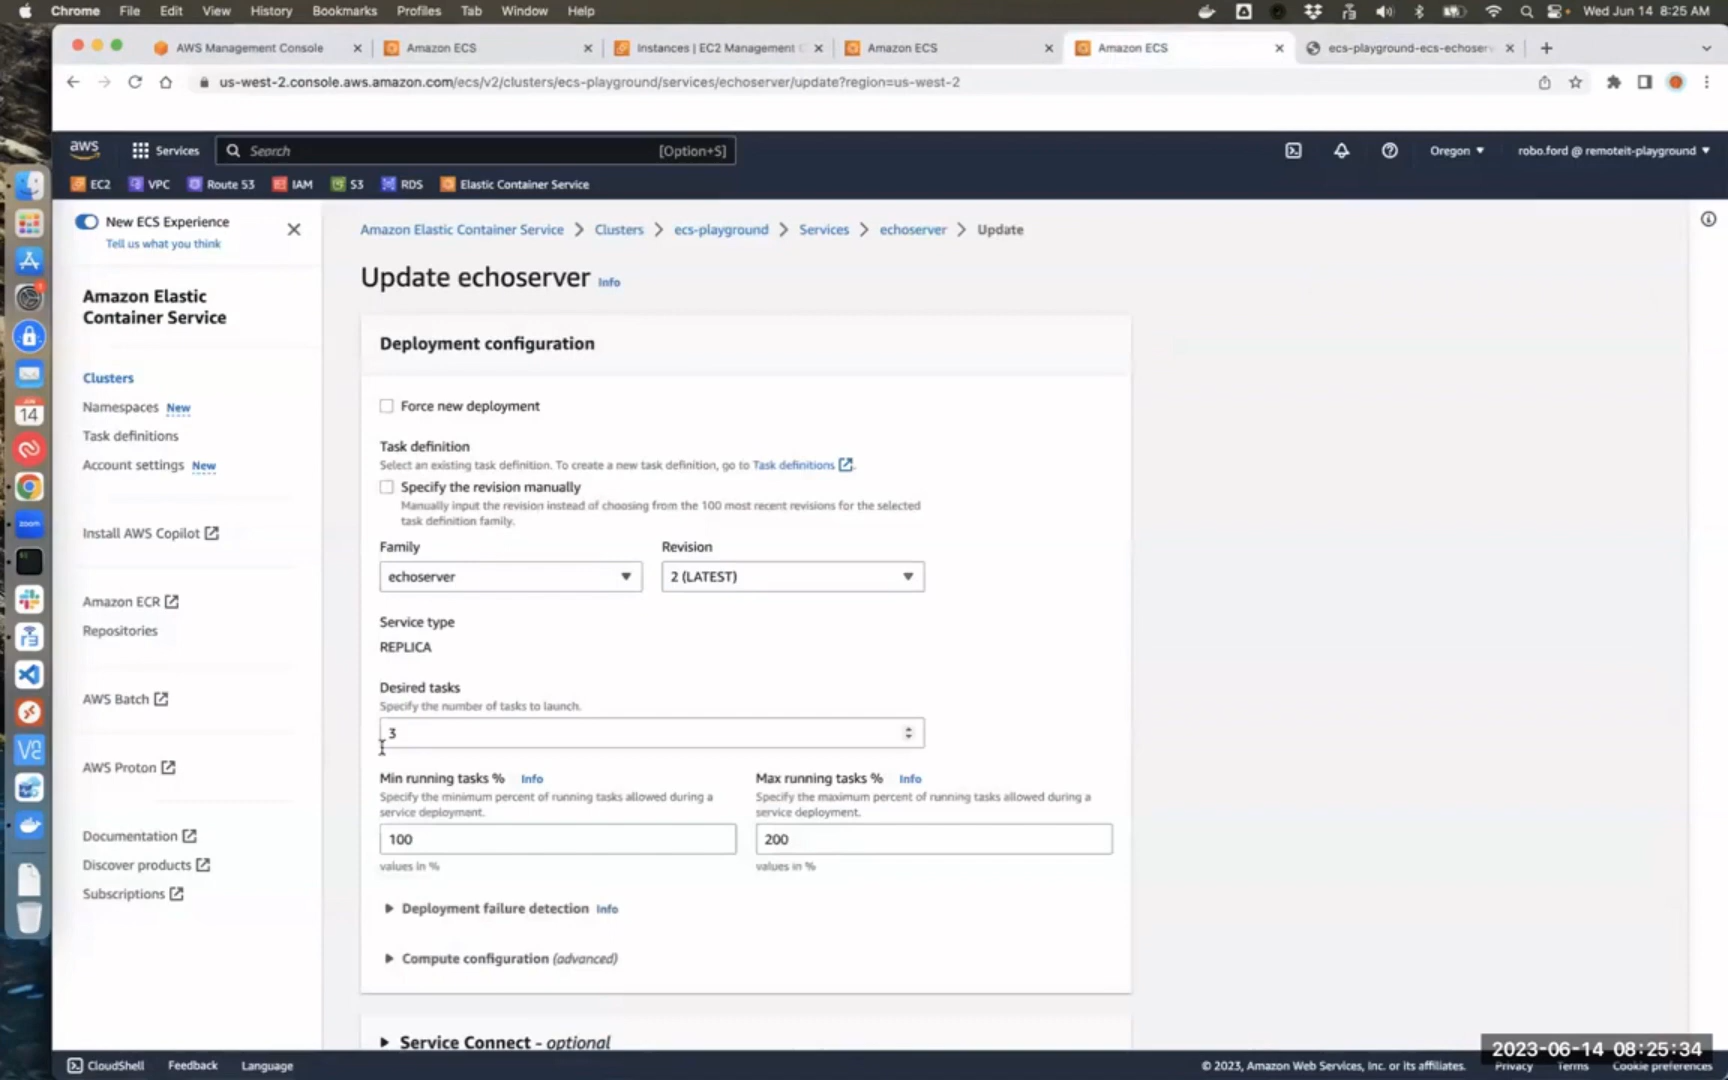 Chrome File Edit View History Bookmarks Profiles Tab Window Help Wed Jun 14 8:25 AM
AWS Management Console Amazon ECS Instances | EC2 Management C Amazon ECS Amazon ECS ecs-playground-ecs-echoserv
us-west-2.console.aws.amazon.com/ecs/v2/clusters/ecs-playground/services/echoserver/update?region=us-west-2
aws Services Search [Option+S] Oregon robo.ford @ remoteit-playground
EC2 VPC Route 53 IAM S3 RDS Elastic Container Service
New ECS Experience
Tell us what you think
Amazon Elastic
Container Service
Clusters
Namespaces New
Task definitions
Account settings New
Install AWS Copilot
Amazon ECR
Repositories
AWS Batch
AWS Proton
Documentation
Discover products
Subscriptions
Amazon Elastic Container Service > Clusters > ecs-playground > Services > echoserver > Update
Update echoserver Info
Deployment configuration
Force new deployment
Task definition
Select an existing task definition. To create a new task definition, go to Task definitions.
Specify the revision manually
Manually input the revision instead of choosing from the 100 most recent revisions for the selected
task definition family.
Family Revision
echoserver 2 (LATEST)
Service type
REPLICA
Desired tasks
Specify the number of tasks to launch.
3
Min running tasks % Info Max running tasks % Info
Specify the minimum percent of running tasks allowed during a
service deployment.
Specify the maximum percent of running tasks allowed during a
service deployment.
100 200
values in % values in %
Deployment failure detection Info
Compute configuration (advanced)
Service Connect - optional
14
zoom
2023-06-14 08:25:34
CloudShell Feedback Language © 2023, Amazon Web Services, Inc. or its affiliates. Privacy Terms Cookie preferences